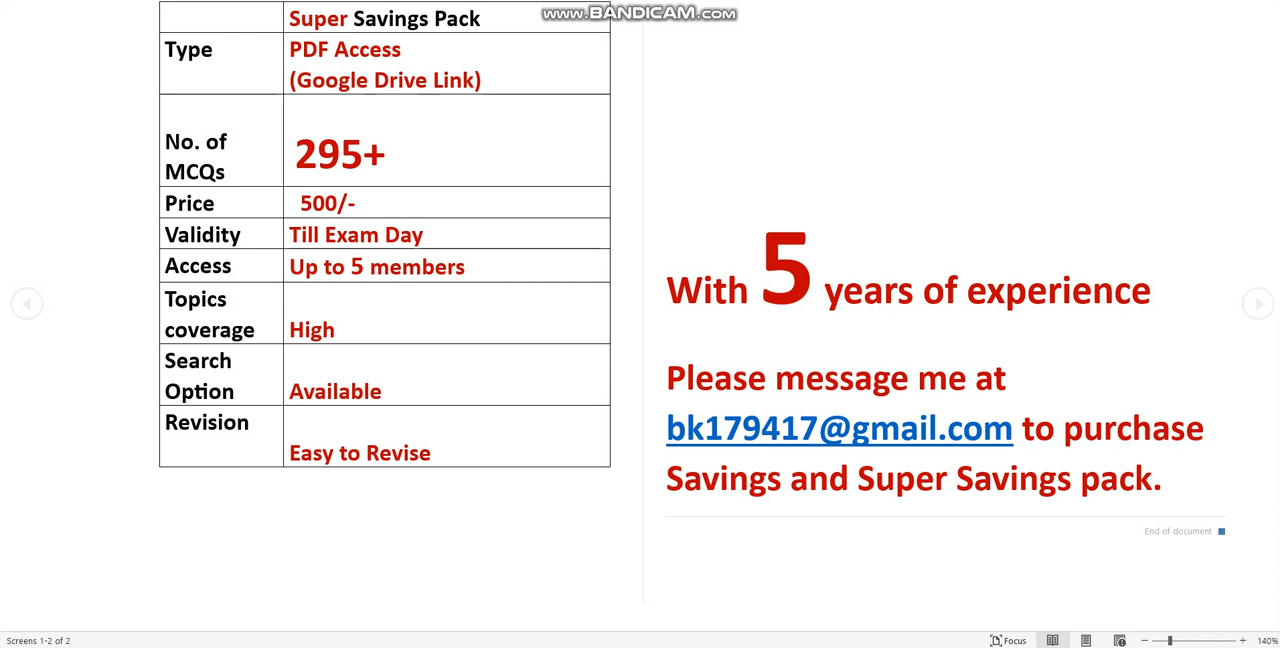 www.BANDICAM.com
Super Savings Pack
Type
PDF Access
(Google Drive Link)
No. of
MCQs
295+
Price
500/-
Validity
Till Exam Day
Access
Up to 5 members
Topics
coverage
High
Search
Option
Available
Revision
Easy to Revise
With 5 years of experience
Please message me at
bk179417@gmail.com to purchase
Savings and Super Savings pack.
End of document
Screens 1-2 of 2
Focus
140%